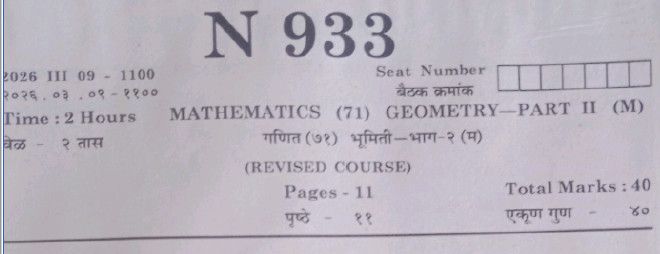 N 933
2026 III 09 - 1100
Seat Number
२०२६.०३.०९-११००
बैठक क्रमांक
Time : 2 Hours
MATHEMATICS (71) GEOMETRY—PART II (M)
वेळ - २ तास
गणित (७१) भूमिती—भाग-२ (म)
(REVISED COURSE)
Pages - 11
Total Marks : 40
पृष्ठे - ११
एकूण गुण - ४०